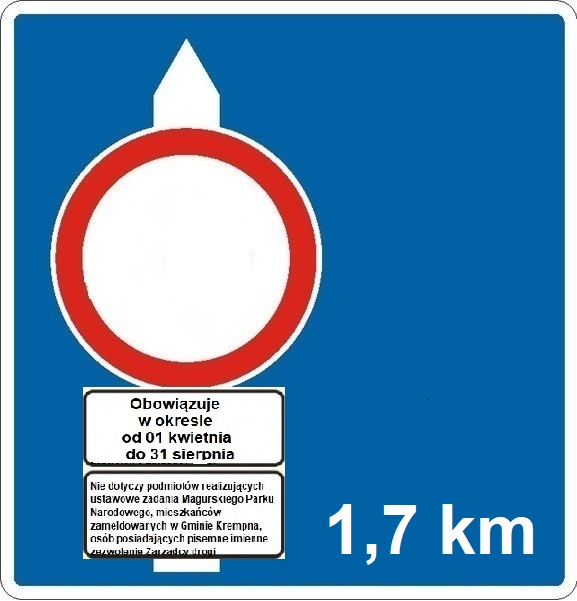 Obowiązuje
w okresie
od 01 kwietnia
do 31 sierpnia
Nie dotyczy podmiotów realizujących
ustawowe zadania Magurskiego Parku
Narodowego, mieszkańców
zameldowanych w Gminie Krempna,
osób posiadających pisemne imienne
zezwolenie Zarządcy drogi
1,7 km